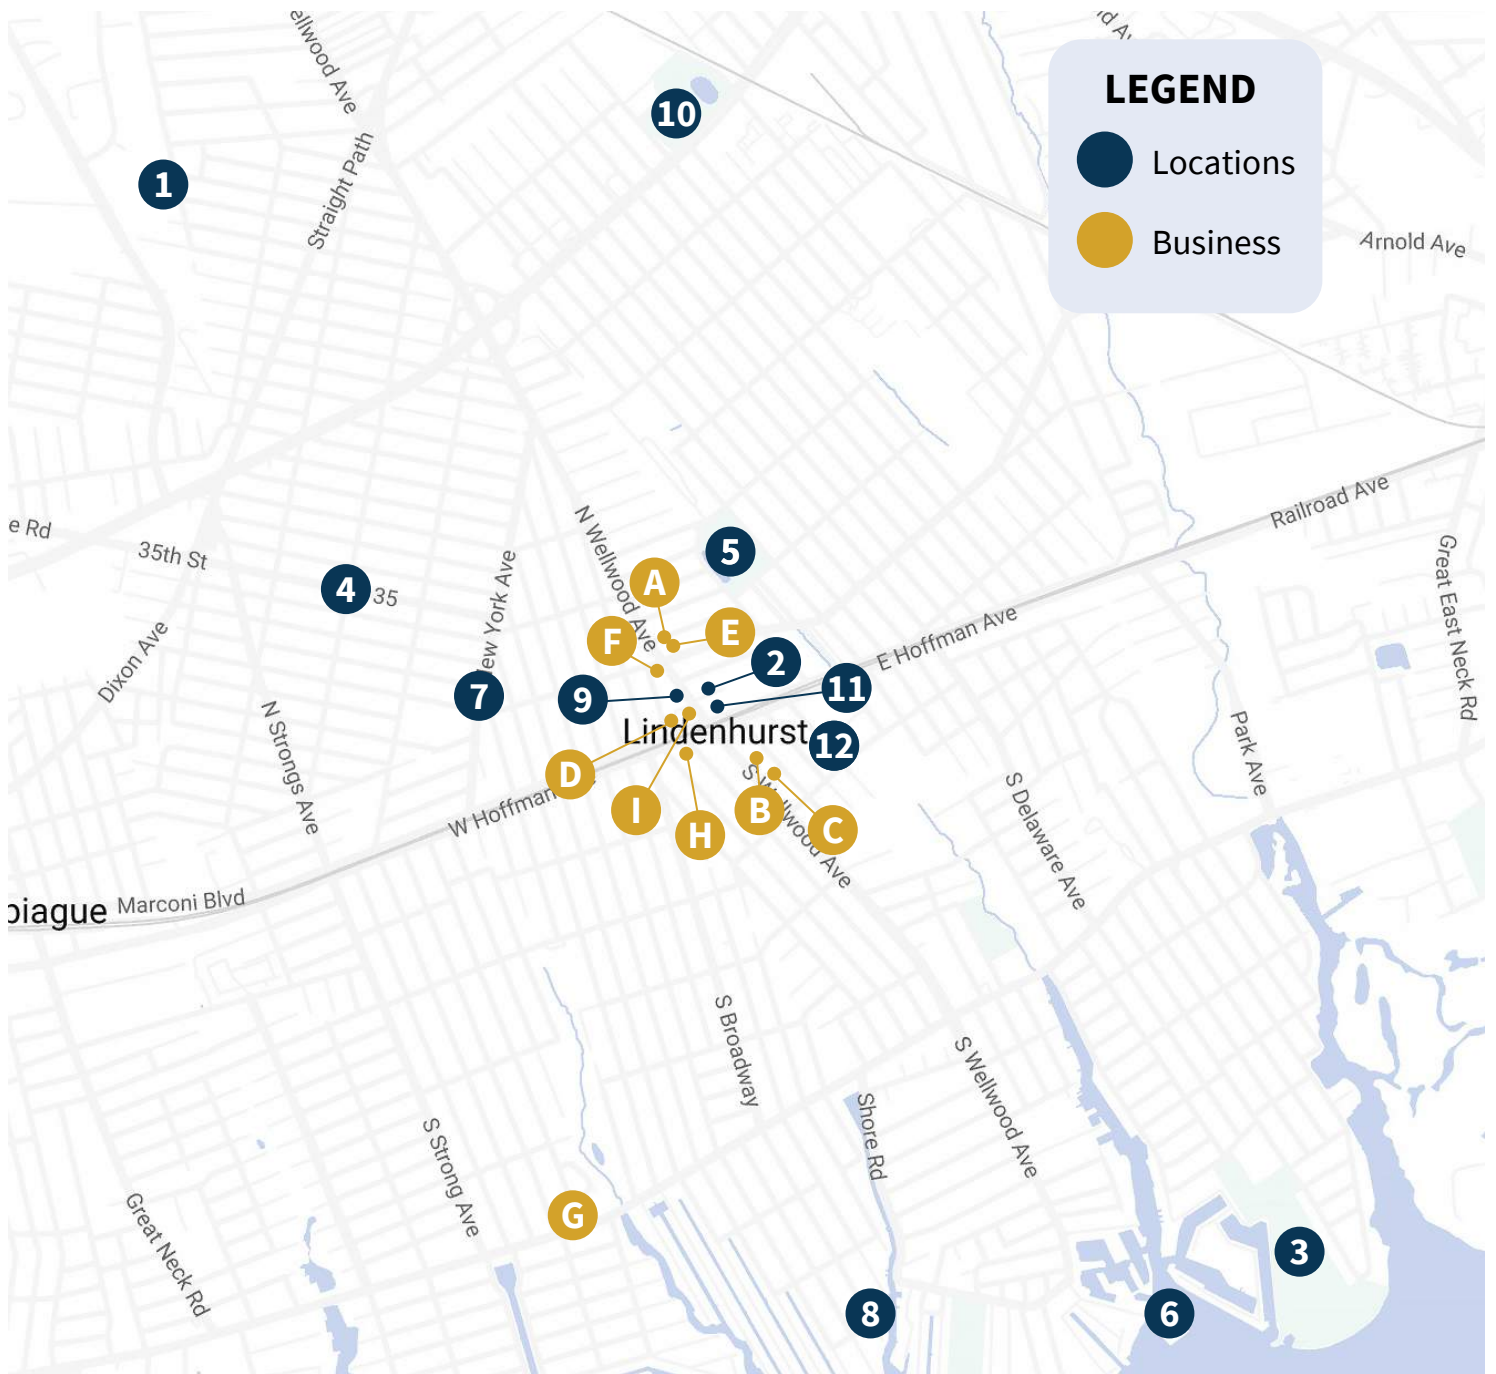 ellwood Ave
d Av
LEGEND
Locations
Business
10
1
Straight Path
Arnold Ave
Railroad Ave
e Rd
35th St
N Wellwood Ave
5
Great East Neck Rd
4
35
New York Ave
A
E
F
E Hoffman Ave
Dixon Ave
2
11
7
9
N Strongs Ave
Lindenhurst
12
Park Ave
D
W Hoffman
S Wellwood Ave
I
H
B
C
S Delaware Ave
piague
Marconi Blvd
S Broadway
S Wellwood Ave
Shore Rd
S Strong Ave
Great Neck Rd
G
3
8
6